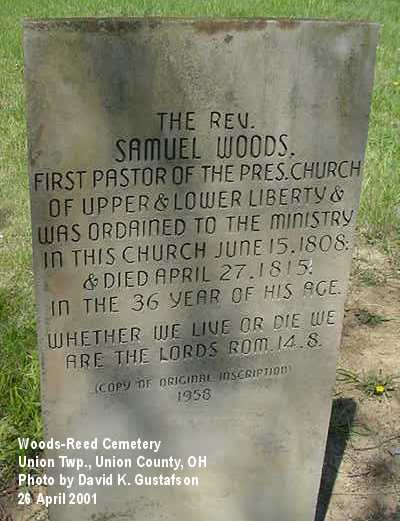 THE REV.
SAMUEL WOODS.
FIRST PASTOR OF THE PRES. CHURCH
OF UPPER & LOWER LIBERTY &
WAS ORDAINED TO THE MINISTRY
IN THIS CHURCH JUNE 15. 1808.
& DIED APRIL 27. 1815.
IN THE 36 YEAR OF HIS AGE.
WHETHER WE LIVE OR DIE WE
ARE THE LORDS ROM. 14. 8.
(COPY OF ORIGINAL INSCRIPTION)
1958
Woods-Reed Cemetery
Union Twp., Union County, OH
Photo by David K. Gustafson
26 April 2001